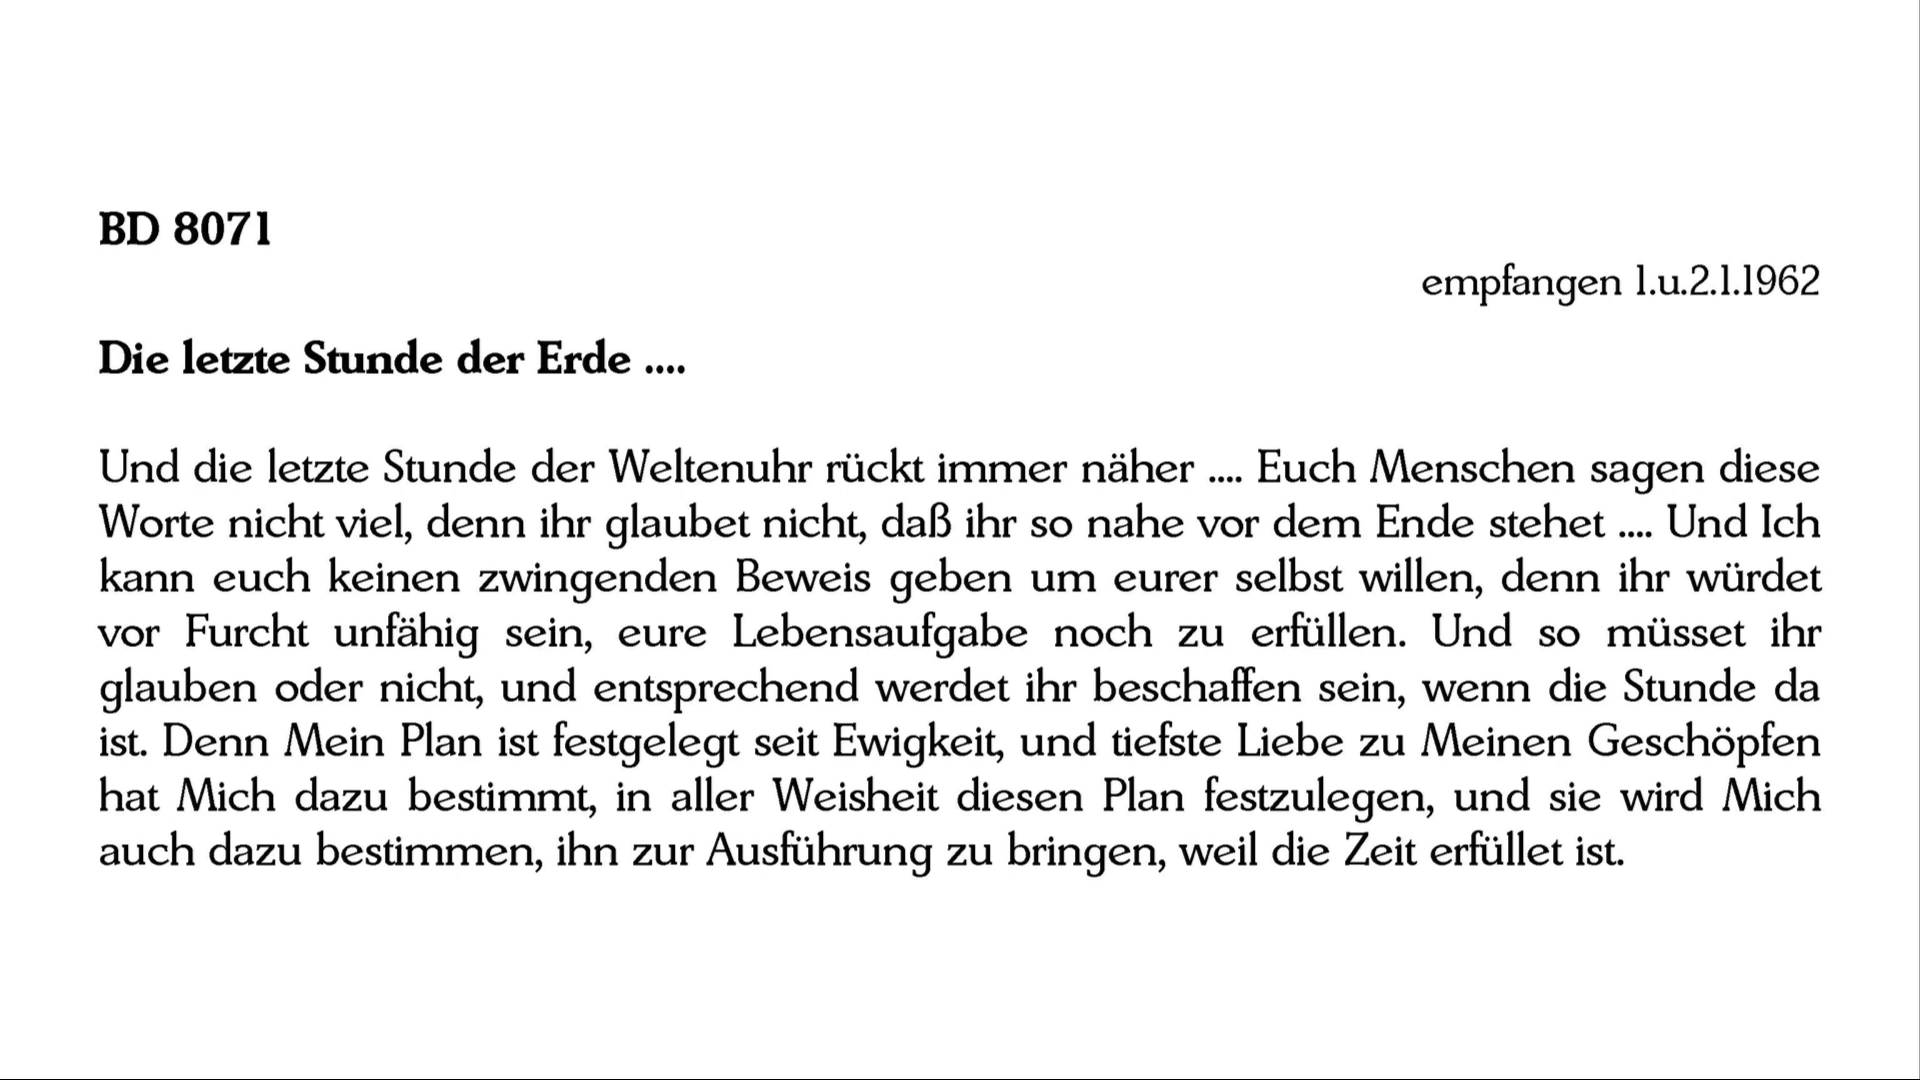 BD 8071
empfangen 1.u.2.1.1962
Die letzte Stunde der Erde ....
Und die letzte Stunde der Weltenuhr rückt immer näher .... Euch Menschen sagen diese
Worte nicht viel, denn ihr glaubet nicht, daß ihr so nahe vor dem Ende stehet .... Und Ich
kann euch keinen zwingenden Beweis geben um eurer selbst willen, denn ihr würdet
vor Furcht unfähig sein, eure Lebensaufgabe noch zu erfüllen. Und so müsset ihr
glauben oder nicht, und entsprechend werdet ihr beschaffen sein, wenn die Stunde da
ist. Denn Mein Plan ist festgelegt seit Ewigkeit, und tiefste Liebe zu Meinen Geschöpfen
hat Mich dazu bestimmt, in aller Weisheit diesen Plan festzulegen, und sie wird Mich
auch dazu bestimmen, ihn zur Ausführung zu bringen, weil die Zeit erfüllet ist.